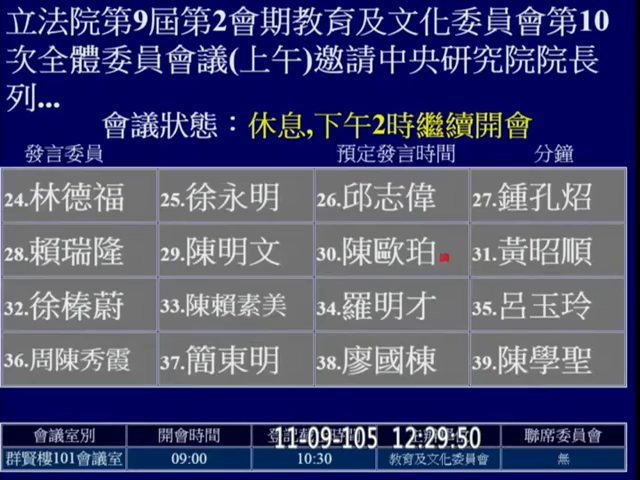 立法院第9屆第2會期教育及文化委員會第10
次全體委員會議(上午)邀請中央研究院院長
列...
會議狀態：休息,下午2時繼續開會
發言委員 預定發言時間 分鐘
24.林德福 25.徐永明 26.邱志偉 27.鍾孔炤
28.賴瑞隆 29.陳明文 30.陳歐珀 31.黃昭順
32.徐榛蔚 33.陳賴素美 34.羅明才 35.呂玉玲
36.周陳秀霞 37.簡東明 38.廖國棟 39.陳學聖
11-09-105 12:29:50
會議室別 開會時間 聯席委員會
群賢樓101會議室 09:00 10:30 教育及文化委員會 無